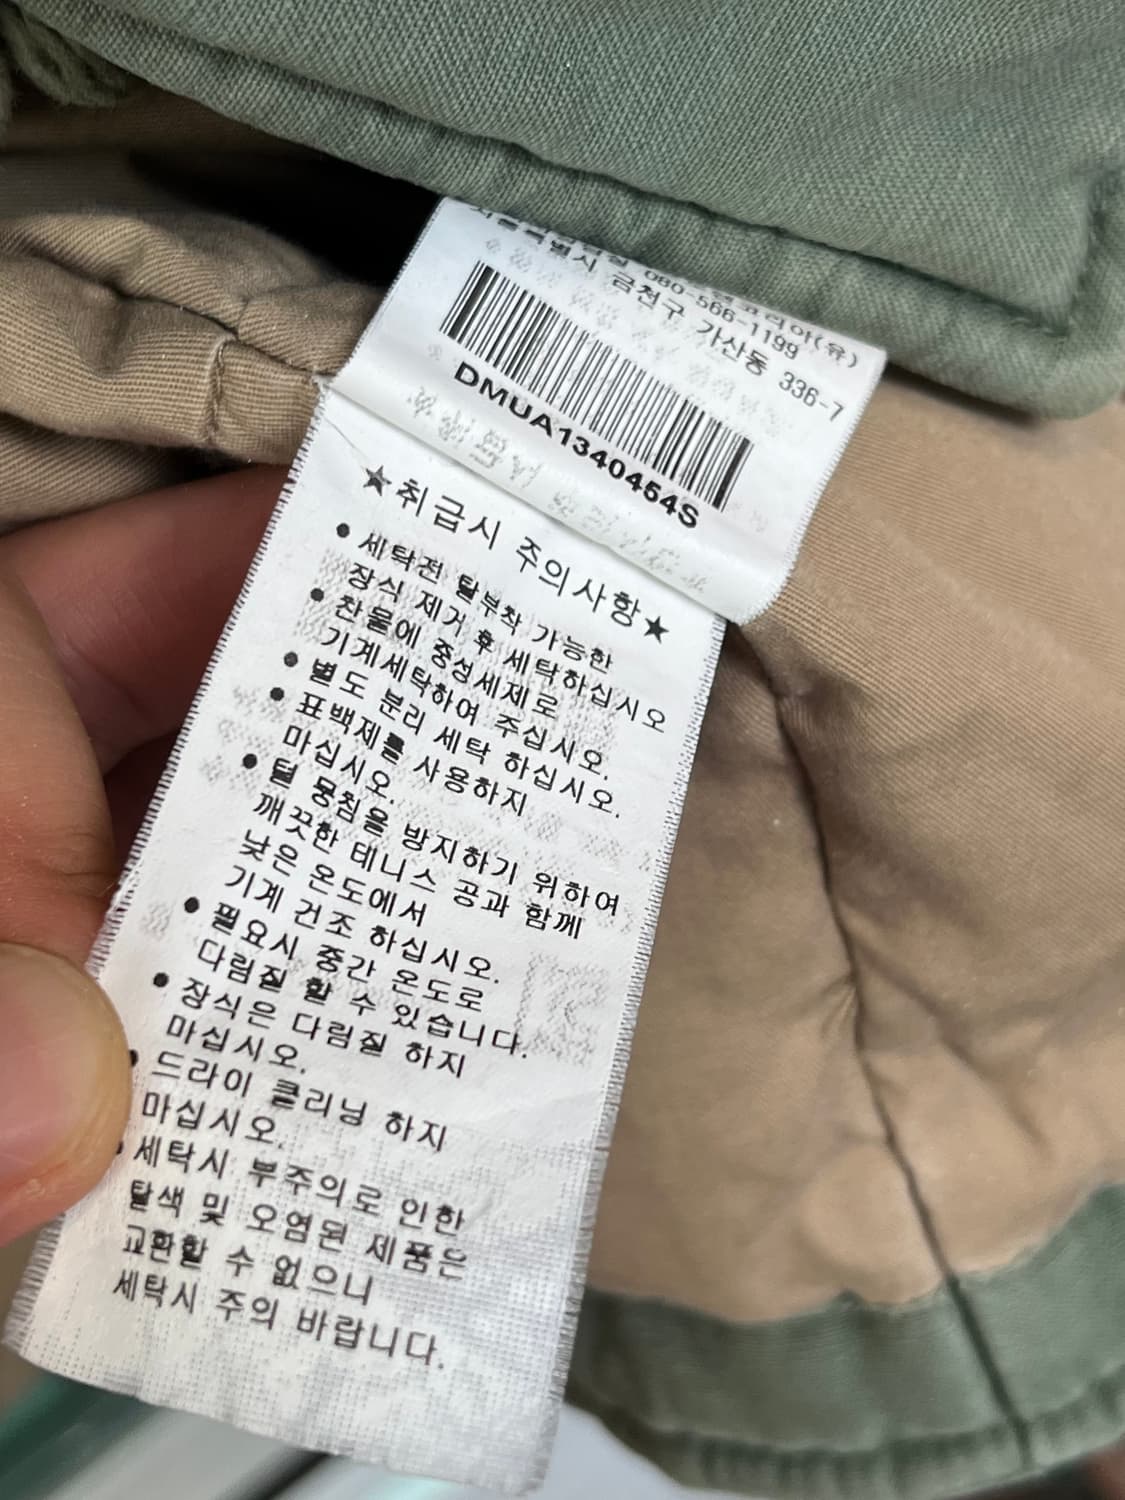 080-566-1199
서울특별시 금천구 가산동 336-7
DMUA1340454S
★취급시 주의사항★
● 세탁전 탈부착 가능한
장식 제거 후 세탁하십시오
● 찬물에 중성세제로
기계세탁하여 주십시오.
● 별도 분리 세탁 하십시오.
● 표백제를 사용하지
마십시오.
● 털 뭉침을 방지하기 위하여
깨끗한 테니스 공과 함께
낮은 온도에서
기계 건조 하십시오.
● 필요시 중간 온도로
다림질 할 수 있습니다.
● 장식은 다림질 하지
마십시오.
● 드라이 클리닝 하지
마십시오.
● 세탁시 부주의로 인한
탈색 및 오염된 제품은
교환할 수 없으니
세탁시 주의 바랍니다.